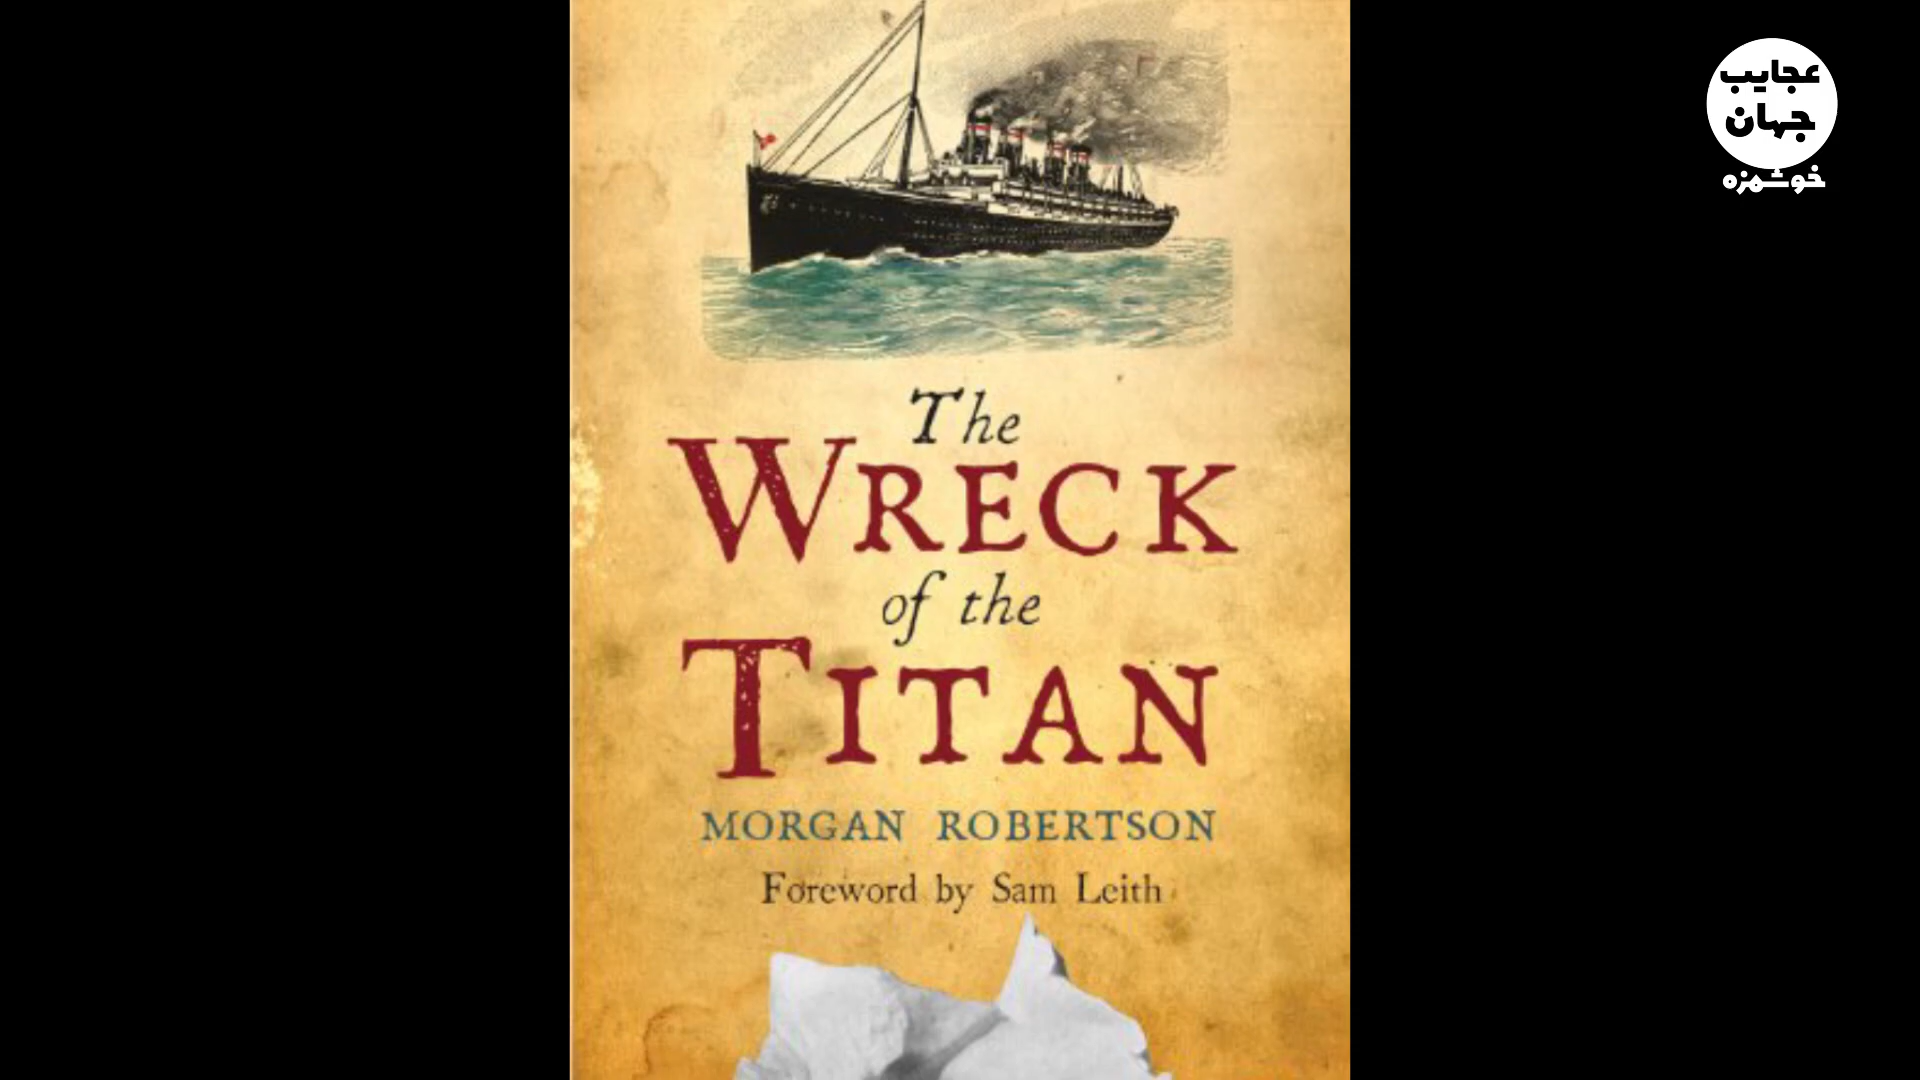 The
WRECK
of the
TITAN
MORGAN ROBERTSON
Foreword by Sam Leith
عجایب
جهان
خوشمزه